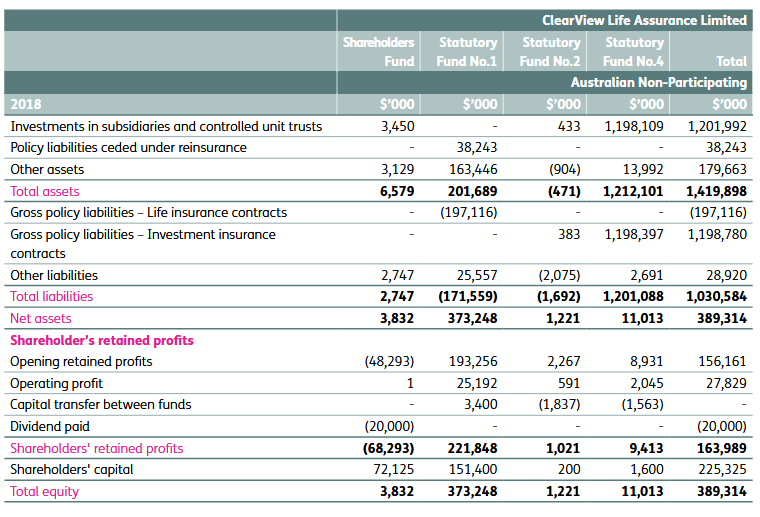 ClearView Life Assurance Limited
Shareholders Statutory Statutory Statutory
Fund Fund No.1 Fund No.2 Fund No.4 Total
Australian Non-Participating
2018 $'000 $'000 $'000 $'000 $'000
Investments in subsidiaries and controlled unit trusts 3,450 - 433 1,198,109 1,201,992
Policy liabilities ceded under reinsurance - 38,243 - - 38,243
Other assets 3,129 163,446 (904) 13,992 179,663
Total assets 6,579 201,689 (471) 1,212,101 1,419,898
Gross policy liabilities – Life insurance contracts - (197,116) - - (197,116)
Gross policy liabilities – Investment insurance - - 383 1,198,397 1,198,780
contracts
Other liabilities 2,747 25,557 (2,075) 2,691 28,920
Total liabilities 2,747 (171,559) (1,692) 1,201,088 1,030,584
Net assets 3,832 373,248 1,221 11,013 389,314
Shareholder's retained profits
Opening retained profits (48,293) 193,256 2,267 8,931 156,161
Operating profit 1 25,192 591 2,045 27,829
Capital transfer between funds - 3,400 (1,837) (1,563) -
Dividend paid (20,000) - - - (20,000)
Shareholders' retained profits (68,293) 221,848 1,021 9,413 163,989
Shareholders' capital 72,125 151,400 200 1,600 225,325
Total equity 3,832 373,248 1,221 11,013 389,314